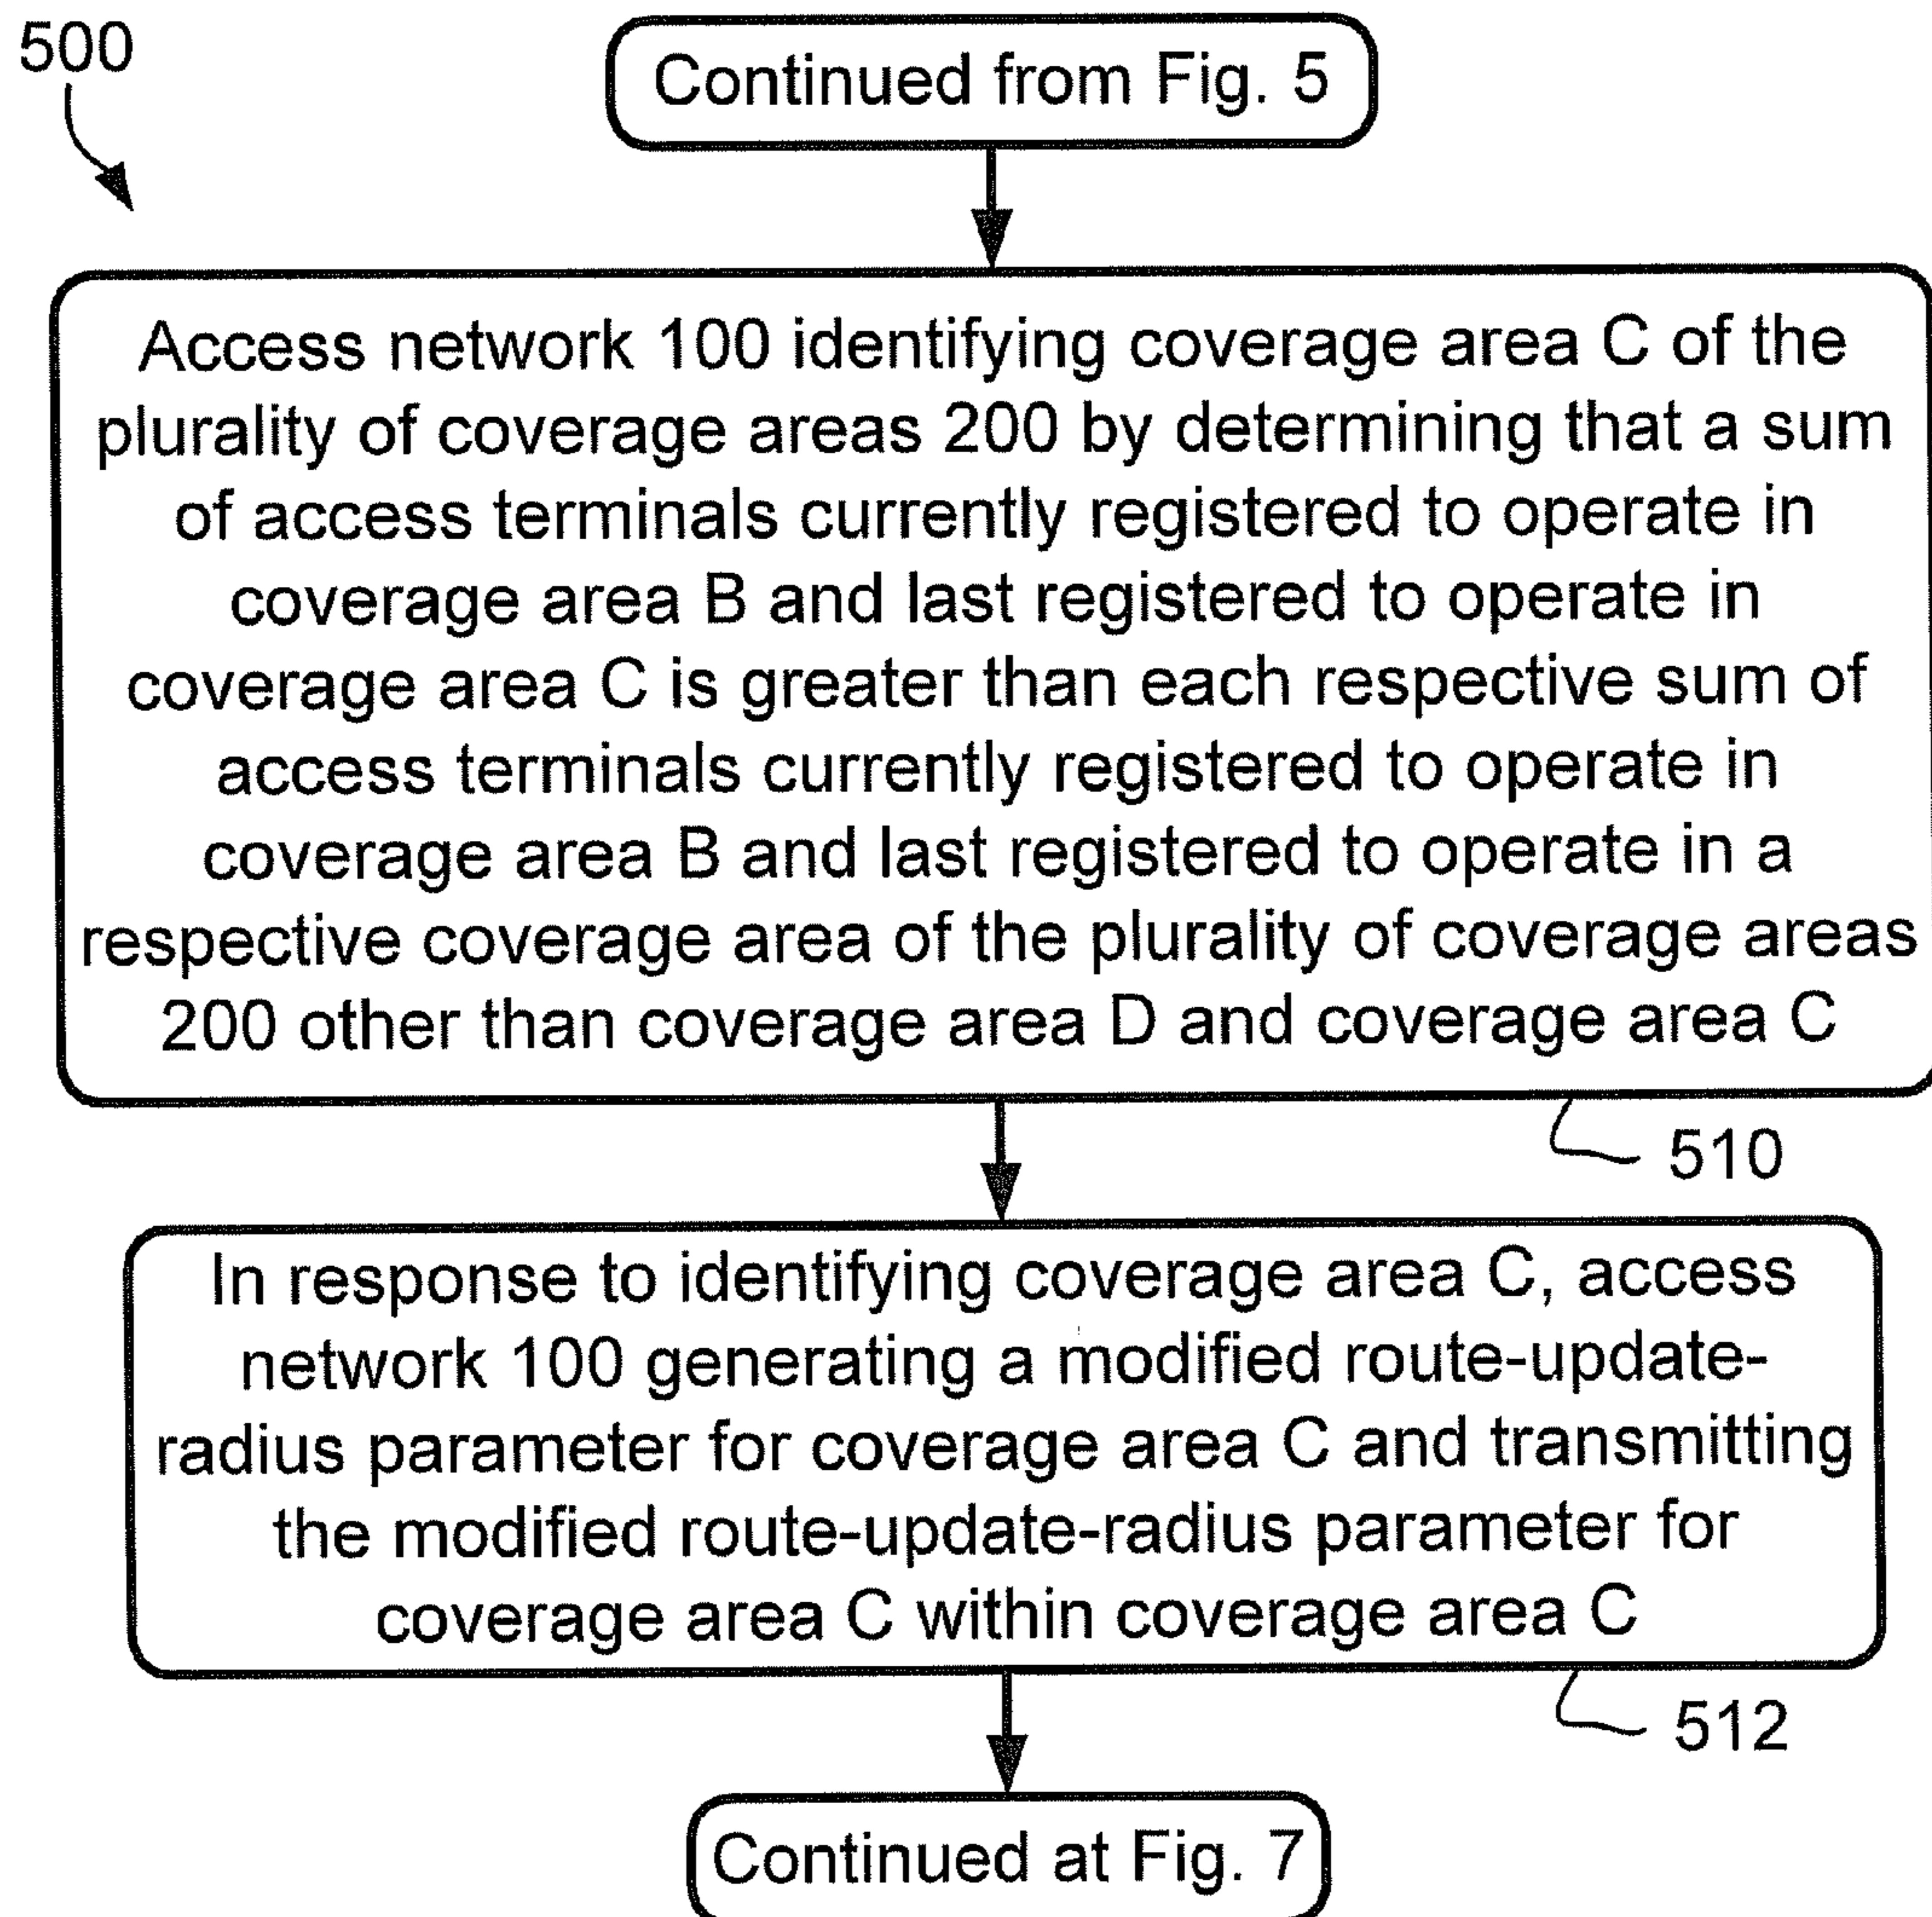 500
Continued from Fig. 5
Access network 100 identifying coverage area C of the
plurality of coverage areas 200 by determining that a sum
of access terminals currently registered to operate in
coverage area B and last registered to operate in
coverage area C is greater than each respective sum of
access terminals currently registered to operate in
coverage area B and last registered to operate in a
respective coverage area of the plurality of coverage areas
200 other than coverage area D and coverage area C
510
In response to identifying coverage area C, access
network 100 generating a modified route-update-
radius parameter for coverage area C and transmitting
the modified route-update-radius parameter for
coverage area C within coverage area C
512
Continued at Fig. 7